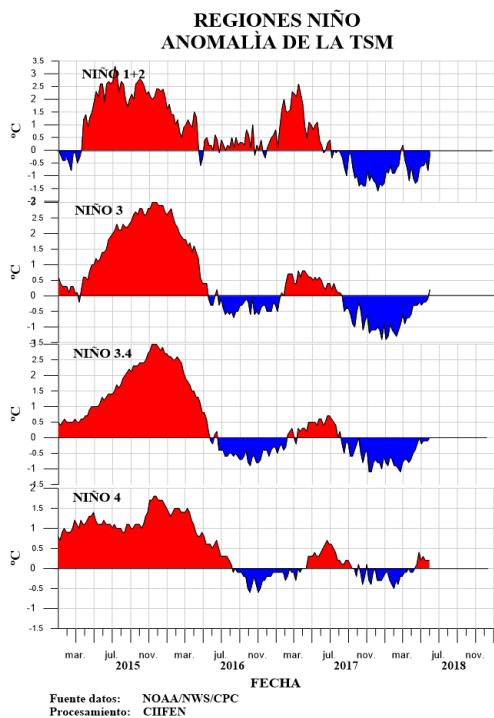 REGIONES NIÑO
ANOMALÌA DE LA TSM
NIÑO 1+2
ºC
3.5
3
2.5
2
1.5
1
0.5
0
-0.5
-1
-1.5
NIÑO 3
ºC
2.5
2
1.5
1
0.5
0
-0.5
-1
NIÑO 3.4
ºC
3
2.5
2
1.5
1
0.5
0
-0.5
-1
-1.5
NIÑO 4
ºC
2
1.5
1
0.5
0
-0.5
-1
-1.5
mar. jul. nov. mar. jul. nov. mar. jul. nov. mar. jul. nov.
2015 2016 2017 2018
FECHA
Fuente datos: NOAA/NWS/CPC
Procesamiento: CIIFEN